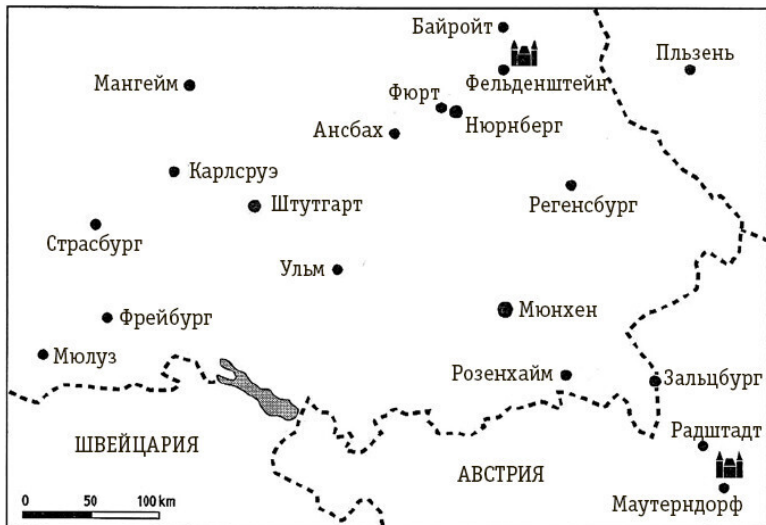 Байройт
Пльзень
Фельденштейн
Мангейм
Фюрт
Нюрнберг
Ансбах
Карлсруэ
Штутгарт
Регенсбург
Страсбург
Ульм
Мюнхен
Фрейбург
Мюлуз
Розенхайм
Зальцбург
Радштадт
ШВЕЙЦАРИЯ
АВСТРИЯ
0 50 100 km
Маутерндорф